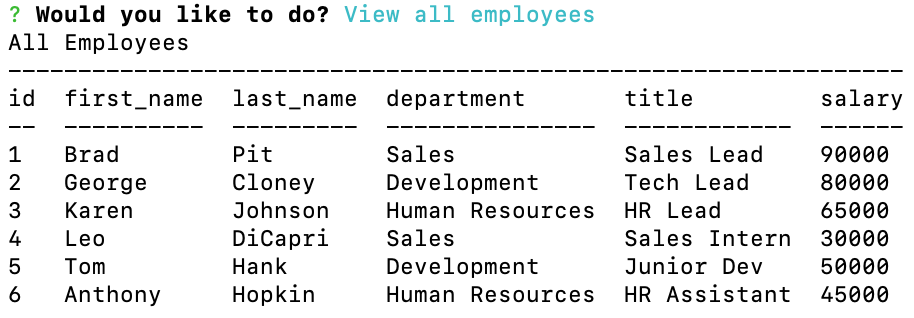 ? Would you like to do? View all employees
All Employees
-----------------------------------------------------------------
id  first_name  last_name  department       title         salary
--  ----------  ---------  ---------------  ------------  ------
1   Brad        Pit        Sales            Sales Lead    90000
2   George      Cloney     Development      Tech Lead     80000
3   Karen       Johnson    Human Resources  HR Lead       65000
4   Leo         DiCapri    Sales            Sales Intern  30000
5   Tom         Hank       Development      Junior Dev    50000
6   Anthony     Hopkin     Human Resources  HR Assistant  45000